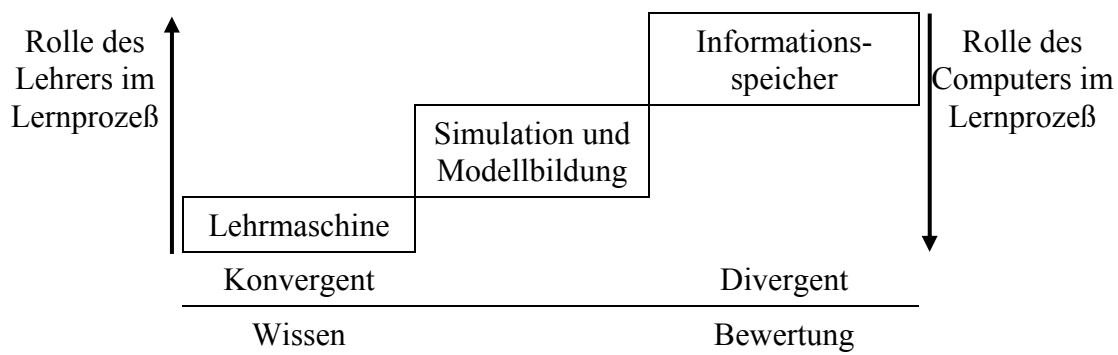 Rolle des
Lehrers im
Lernprozeß
Informations-
speicher
Rolle des
Computers im
Lernprozeß
Simulation und
Modellbildung
Lehrmaschine
Konvergent
Divergent
Wissen
Bewertung